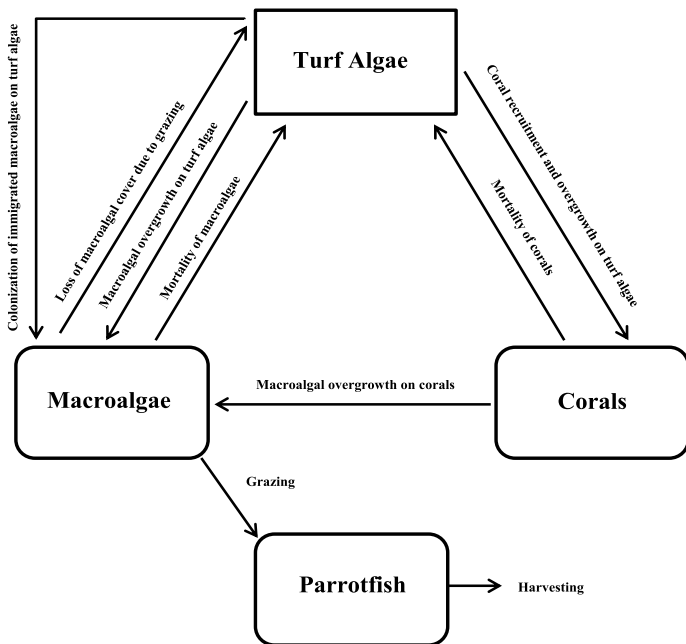 Turf Algae
Colonization of immigrated macroalgae on turf algae
Loss of macroalgal cover due to grazing
Macroalgal overgrowth on turf algae
Mortality of macroalgae
Mortality of corals
Coral recruitment and overgrowth on turf algae
Macroalgae
Macroalgal overgrowth on corals
Corals
Grazing
Parrotfish
Harvesting